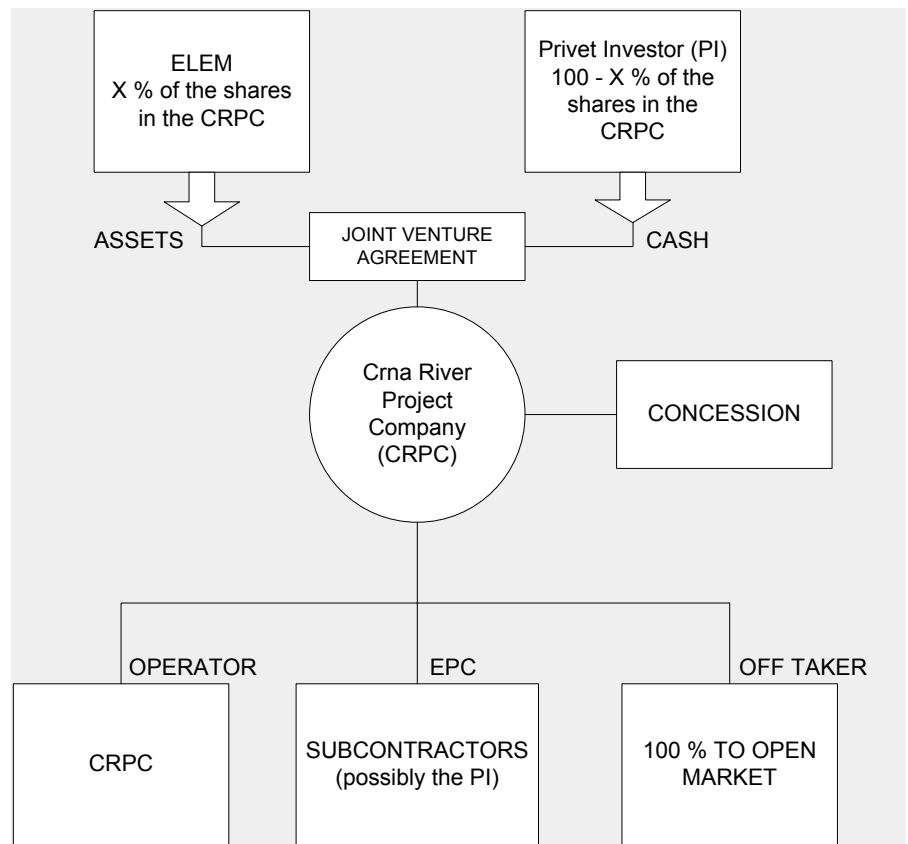 ELEM
X % of the shares
in the CRPC
Privet Investor (PI)
100 - X % of the
shares in the
CRPC
ASSETS
JOINT VENTURE
AGREEMENT
CASH
Crna River
Project
Company
(CRPC)
CONCESSION
OPERATOR
EPC
OFF TAKER
CRPC
SUBCONTRACTORS
(possibly the PI)
100 % TO OPEN
MARKET